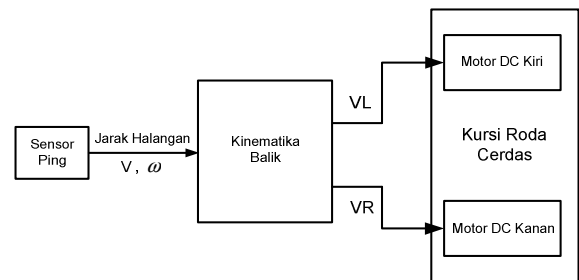 Sensor
Ping
Jarak Halangan
V , ω
Kinematika
Balik
VL
VR
Motor DC Kiri
Kursi Roda
Cerdas
Motor DC Kanan